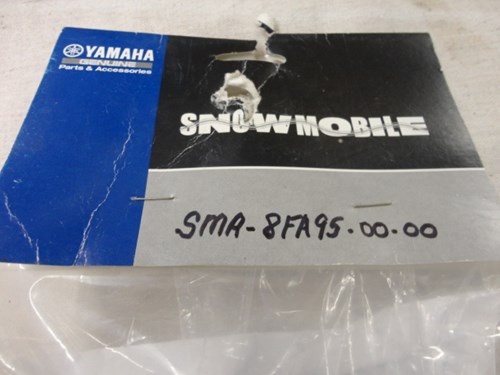 YAMAHA
GENUINE
Parts & Accessories
SNOWMOBILE
SMA-8FA95-00-00